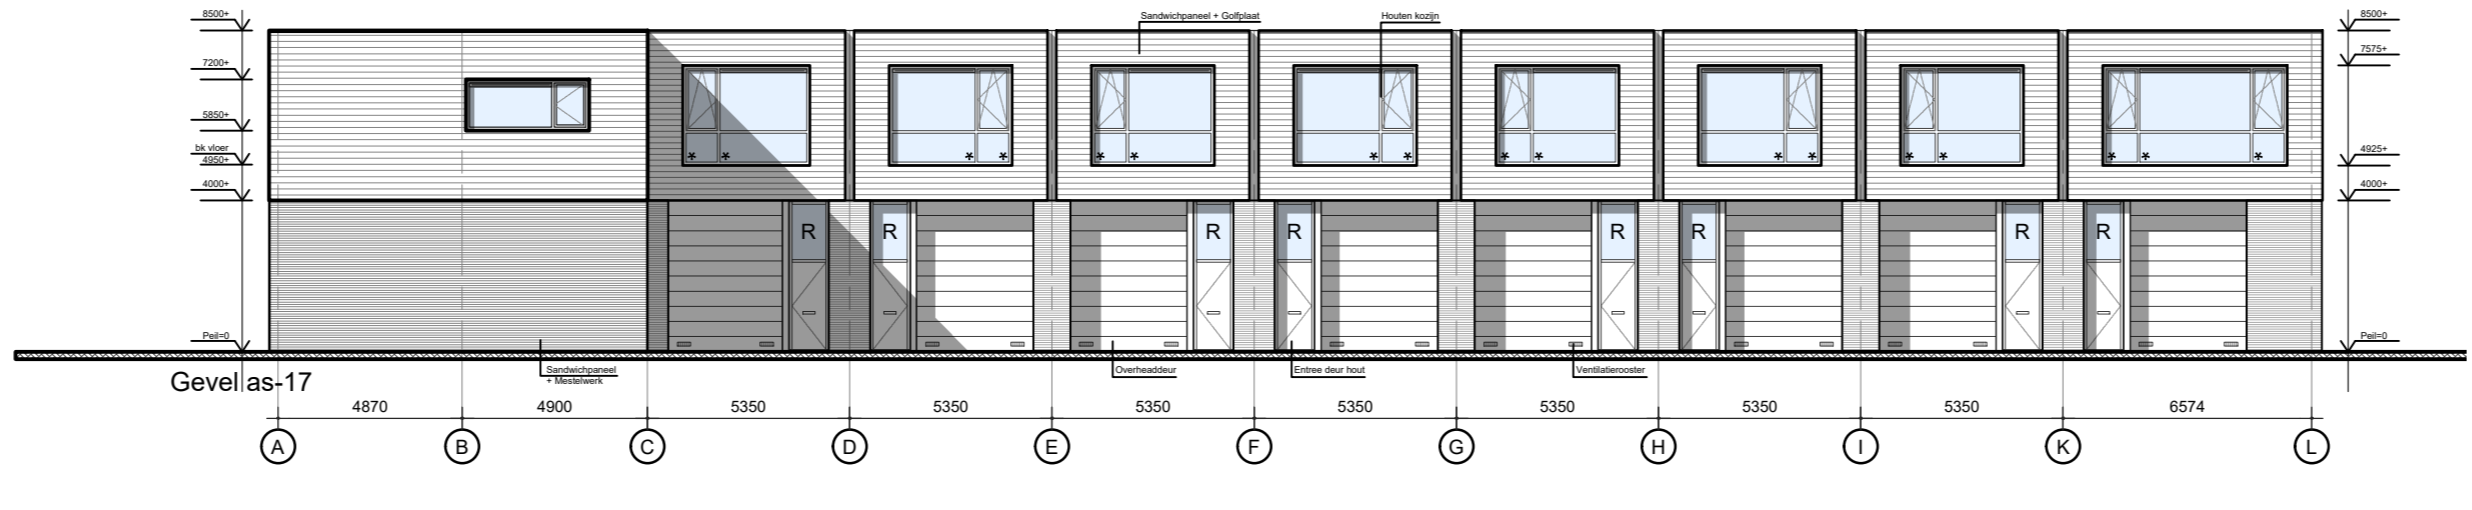 8500+
7200+
5850+
bk vloer
4950+
4000+
Peil=0
Sandwichpaneel + Golfplaat
Houten kozijn
8500+
7575+
4925+
4000+
Peil=0
* * * * * * * * * * * * * * * * *
R R R R R R R R
Sandwichpaneel
+ Mestelwerk
Overheaddeur
Entree deur hout
Ventilatierooster
Gevel as-17
4870 4900 5350 5350 5350 5350 5350 5350 5350 6574
A B C D E F G H I K L